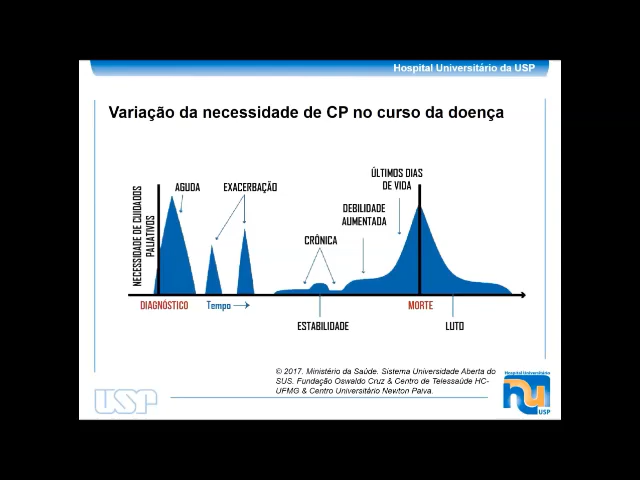 Hospital Universitário da USP
Variação da necessidade de CP no curso da doença
NECESSIDADE DE CUIDADOS
PALIATIVOS
AGUDA
EXACERBAÇÃO
CRÔNICA
DEBILIDADE
AUMENTADA
ÚLTIMOS DIAS
DE VIDA
DIAGNÓSTICO
Tempo
MORTE
ESTABILIDADE
LUTO
© 2017. Ministério da Saúde. Sistema Universidade Aberta do
SUS. Fundação Oswaldo Cruz & Centro de Telessaúde HC-
UFMG & Centro Universitário Newton Paiva.
USP
Hospital Universitário
hu
USP